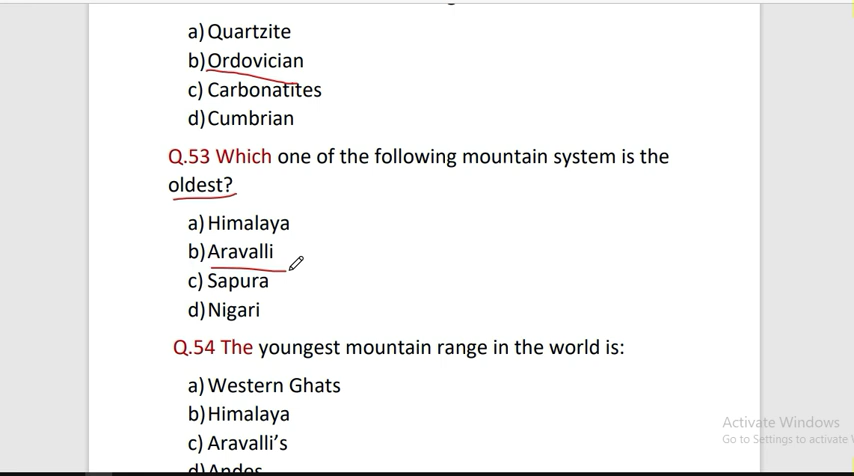 a) Quartzite
b) Ordovician
c) Carbonatites
d) Cumbrian
Q.53 Which one of the following mountain system is the
oldest?
a) Himalaya
b) Aravalli
c) Sapura
d) Nigari
Q.54 The youngest mountain range in the world is:
a) Western Ghats
b) Himalaya
c) Aravalli's
d) Andes
Activate Windows
Go to Settings to activate W